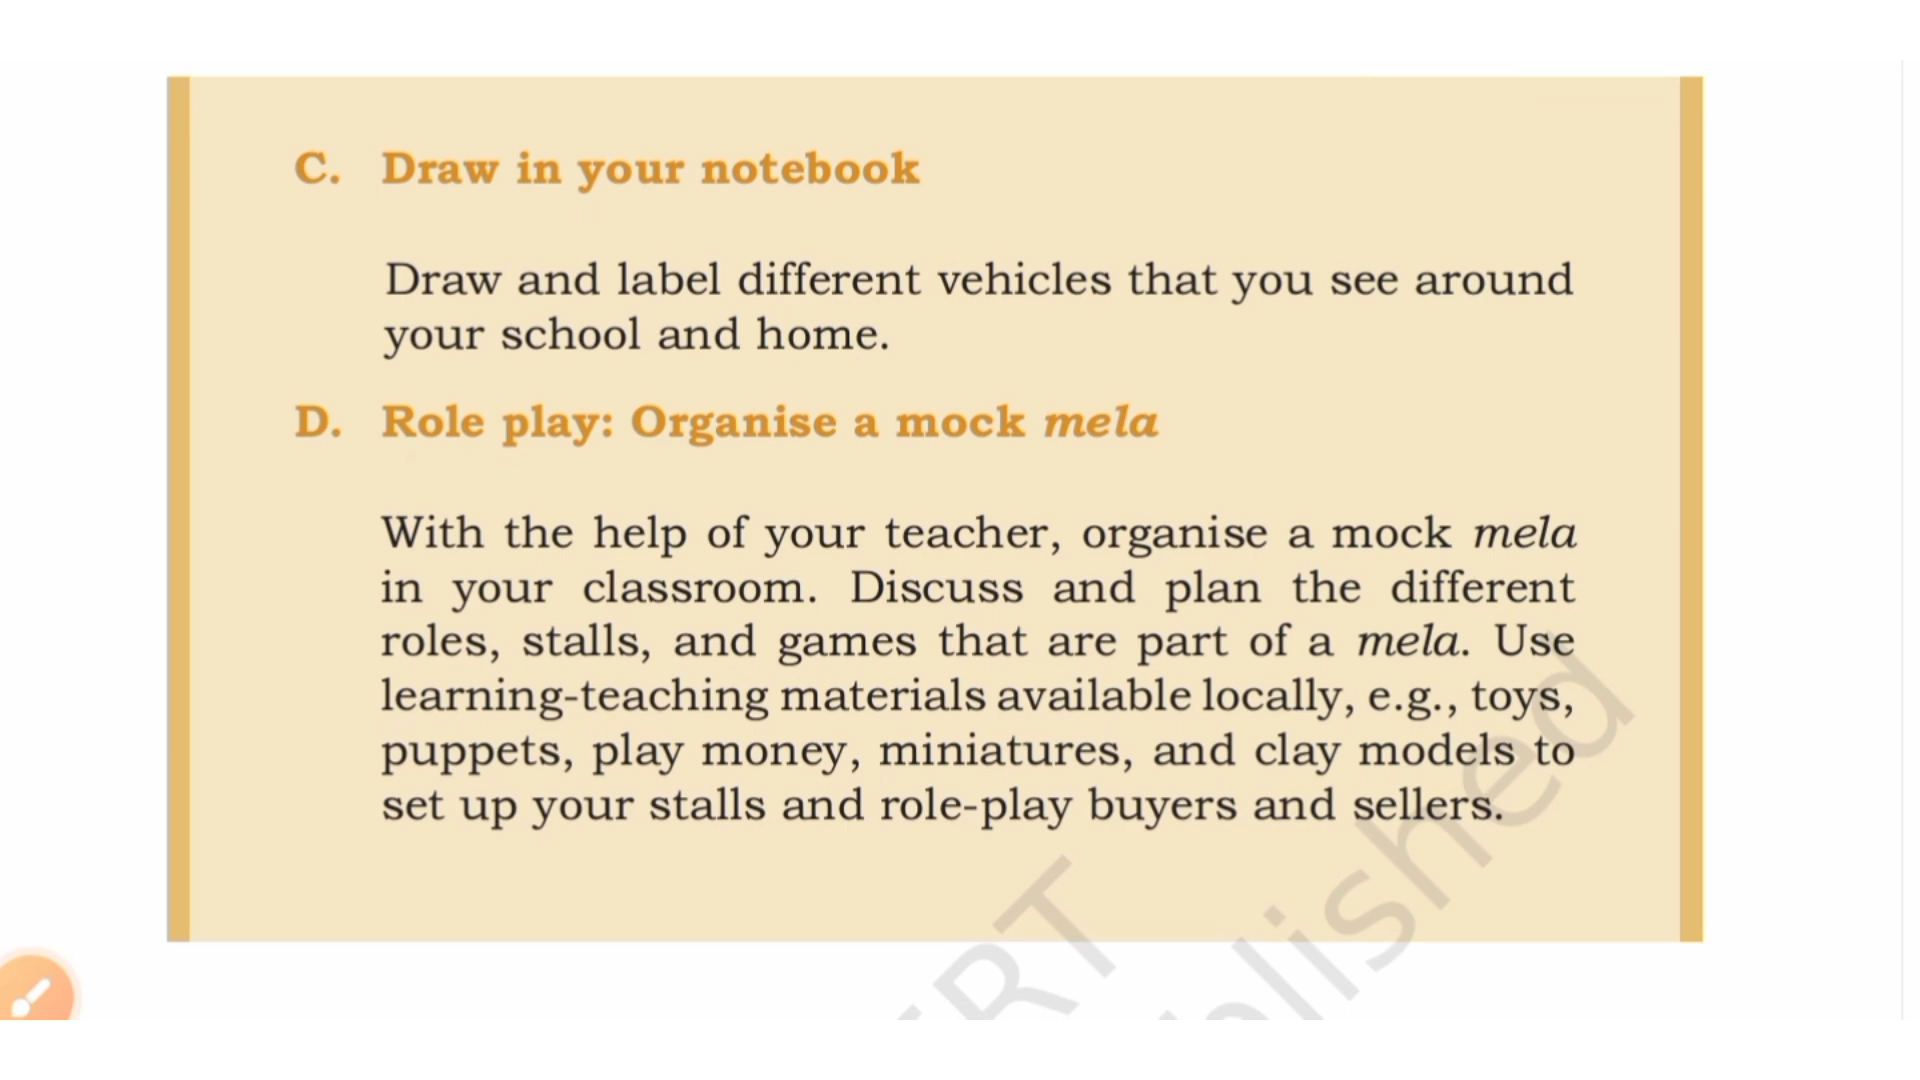 C. Draw in your notebook
Draw and label different vehicles that you see around
your school and home.
D. Role play: Organise a mock mela
With the help of your teacher, organise a mock mela
in your classroom. Discuss and plan the different
roles, stalls, and games that are part of a mela. Use
learning-teaching materials available locally, e.g., toys,
puppets, play money, miniatures, and clay models to
set up your stalls and role-play buyers and sellers.